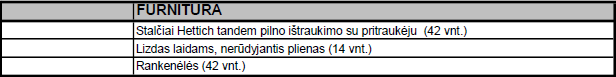 FURNITŪRA
Stalčiai Hettich tandem pilno ištraukimo su pritraukėju  (42 vnt.)
Lizdas laidams, nerūdyjantis plienas (14 vnt.)
Rankenėlės (42 vnt.)